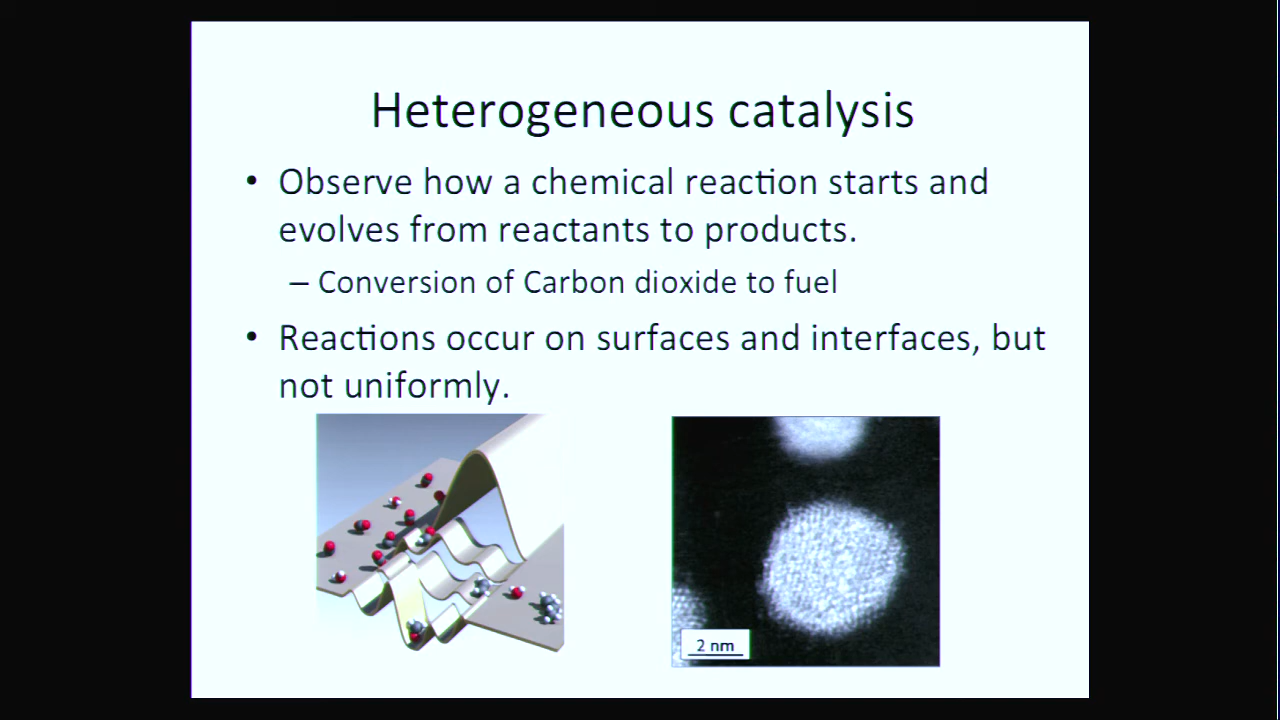 Heterogeneous catalysis
• Observe how a chemical reaction starts and
evolves from reactants to products.
– Conversion of Carbon dioxide to fuel
• Reactions occur on surfaces and interfaces, but
not uniformly.
2 nm